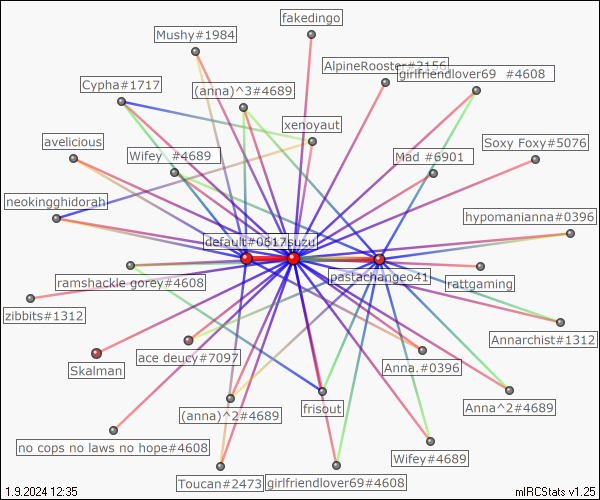 fakedingo
Mushy#1984
AlpineRooster#2156
girlfriendlover69 #4608
Cypha#1717
(anna)^3#4689
xenoyaut
avelicious
Wifey #4689
Mad #6901
Soxy Foxy#5076
neokingghidorah
hypomanianna#0396
default#0617
suzu
ramshackle gorey#4608
pastachangeo41
rattgaming
zibbits#1312
Annarchist#1312
ace deucy#7097
Anna.#0396
Skalman
(anna)^2#4689
frisout
Anna^2#4689
no cops no laws no hope#4608
Wifey#4689
Toucan#2473
girlfriendlover69#4608
1.9.2024 12:35
mIRCStats v1.25